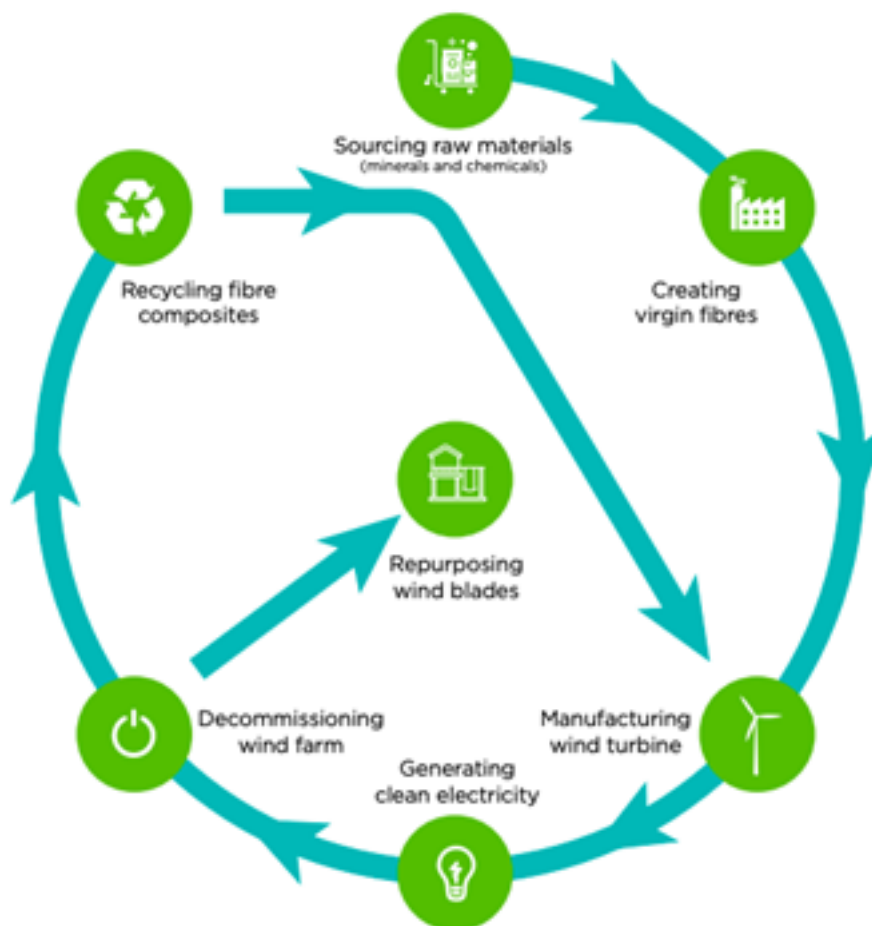 Sourcing raw materials
(minerals and chemicals)
Recycling fibre
composites
Creating
virgin fibres
Repurposing
wind blades
Decommissioning
wind farm
Manufacturing
wind turbine
Generating
clean electricity